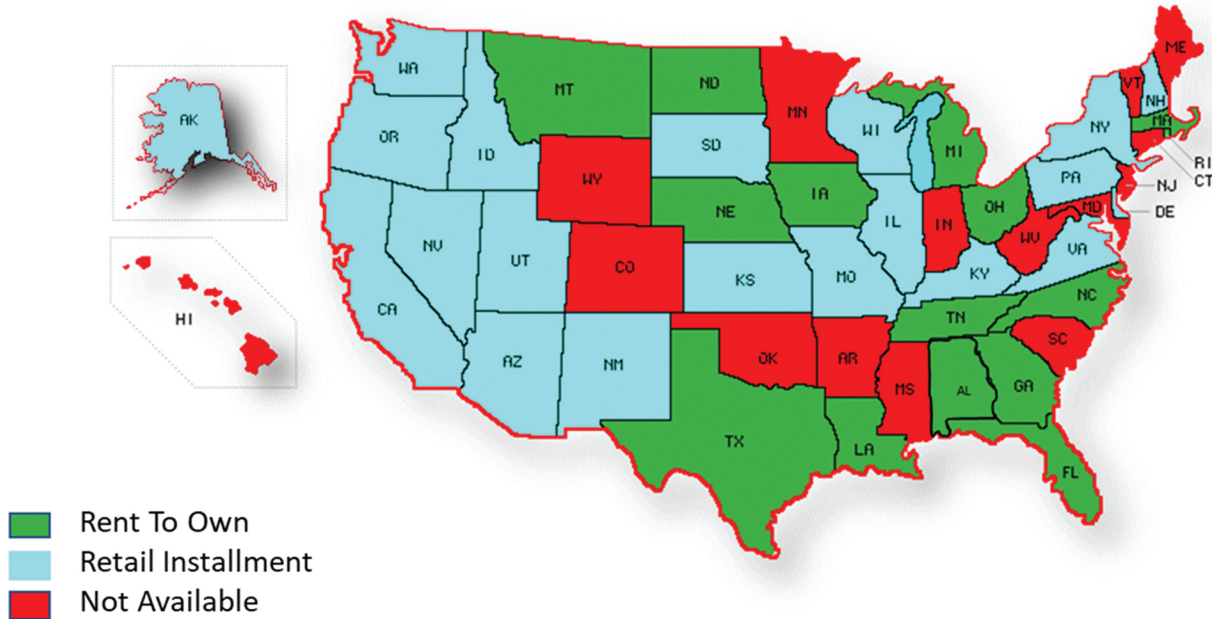 WA
MT
ND
MN
ME
VT
NH
AK
OR
ID
SD
WI
NY
MA
MI
WY
RI
CT
PA
NJ
IA
NE
OH
MD
DE
NV
UT
CO
IL
IN
WV
VA
KS
MO
KY
CA
HI
NC
TN
AZ
NM
OK
AR
SC
MS
AL
GA
TX
LA
FL
Rent To Own
Retail Installment
Not Available